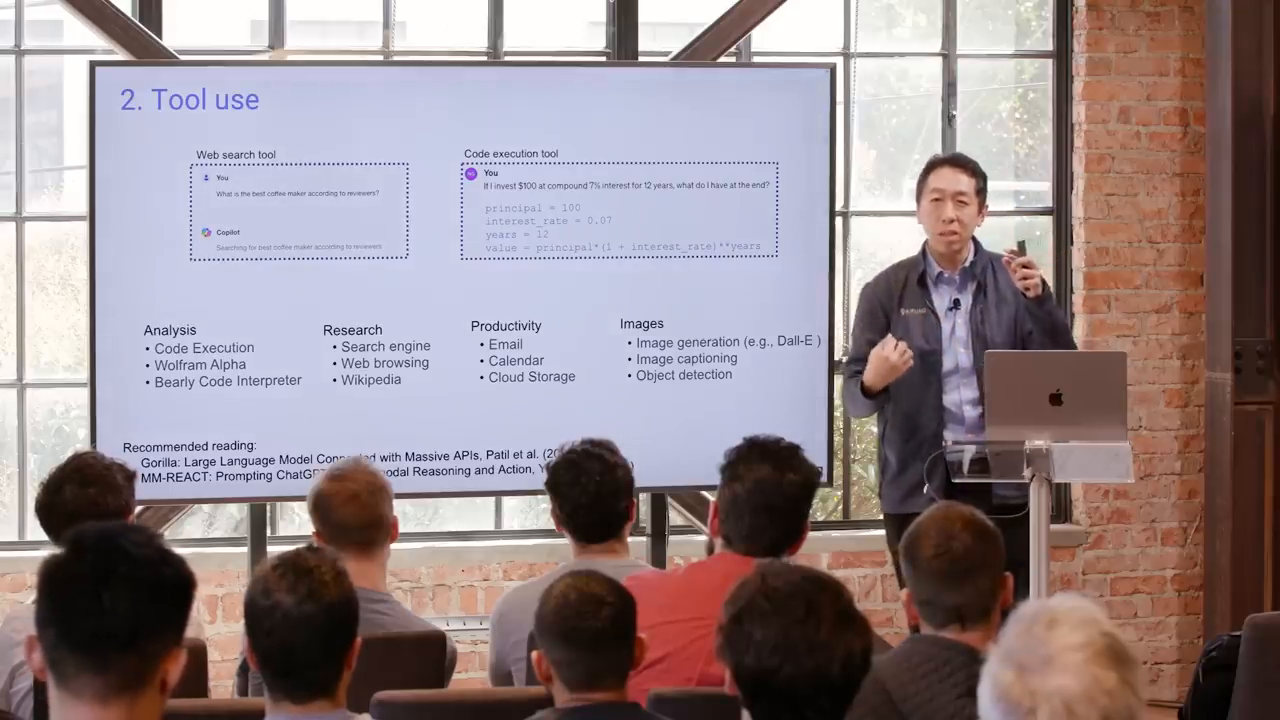 2. Tool use
Web search tool
You
What is the best coffee maker according to reviewers?
Copilot
Searching for best coffee maker according to reviewers
Code execution tool
You
If I invest $100 at compound 7% interest for 12 years, what do I have at the end?
principal = 100
interest_rate = 0.07
years = 12
value = principal*(1 + interest_rate)**years
Analysis
• Code Execution
• Wolfram Alpha
• Bearly Code Interpreter
Research
• Search engine
• Web browsing
• Wikipedia
Productivity
• Email
• Calendar
• Cloud Storage
Images
• Image generation (e.g., Dall-E )
• Image captioning
• Object detection
Recommended reading:
Gorilla: Large Language Model with Massive APIs, Patil et al.
MM-REACT: Prompting Reasoning and Action,